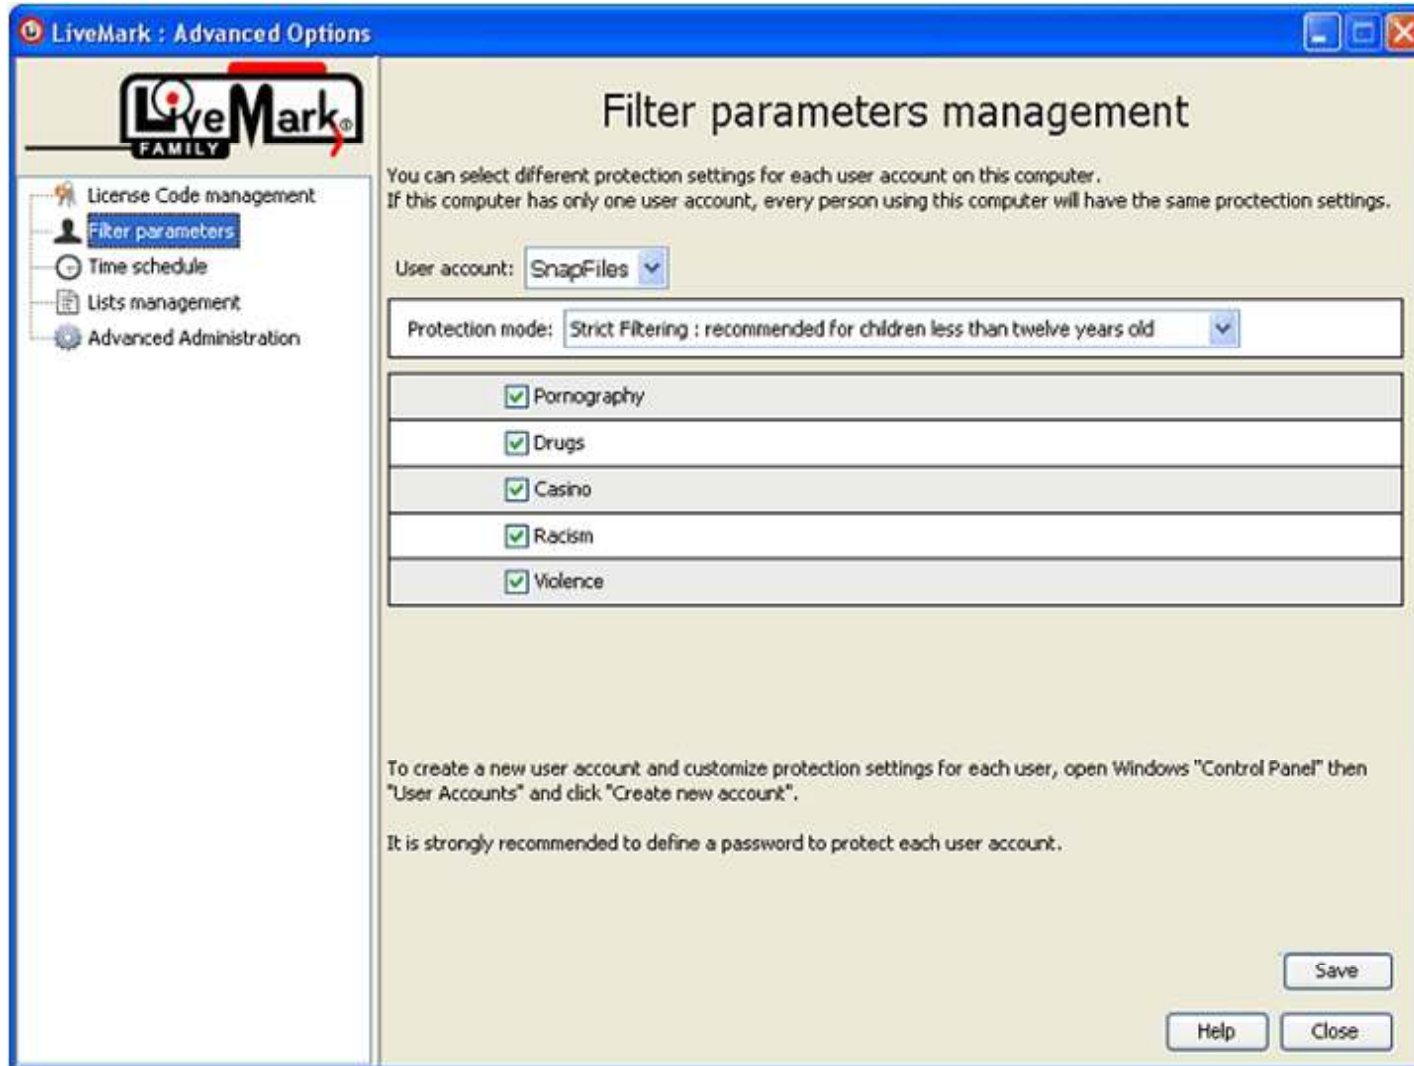 LiveMark : Advanced Options
LiveMark®
FAMILY
License Code management
Filter parameters
Time schedule
Lists management
Advanced Administration
Filter parameters management
You can select different protection settings for each user account on this computer.
If this computer has only one user account, every person using this computer will have the same proctection settings.
User account: SnapFiles
Protection mode: Strict Filtering : recommended for children less than twelve years old
Pornography
Drugs
Casino
Racism
Violence
To create a new user account and customize protection settings for each user, open Windows "Control Panel" then
"User Accounts" and click "Create new account".
It is strongly recommended to define a password to protect each user account.
Save
Help
Close